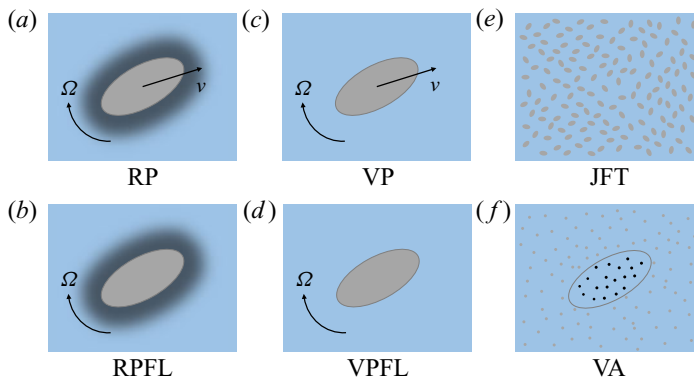 (a)
Ω
v
RP
(c)
Ω
v
VP
(e)
JFT
(b)
Ω
RPFL
(d)
Ω
VPFL
(f)
VA